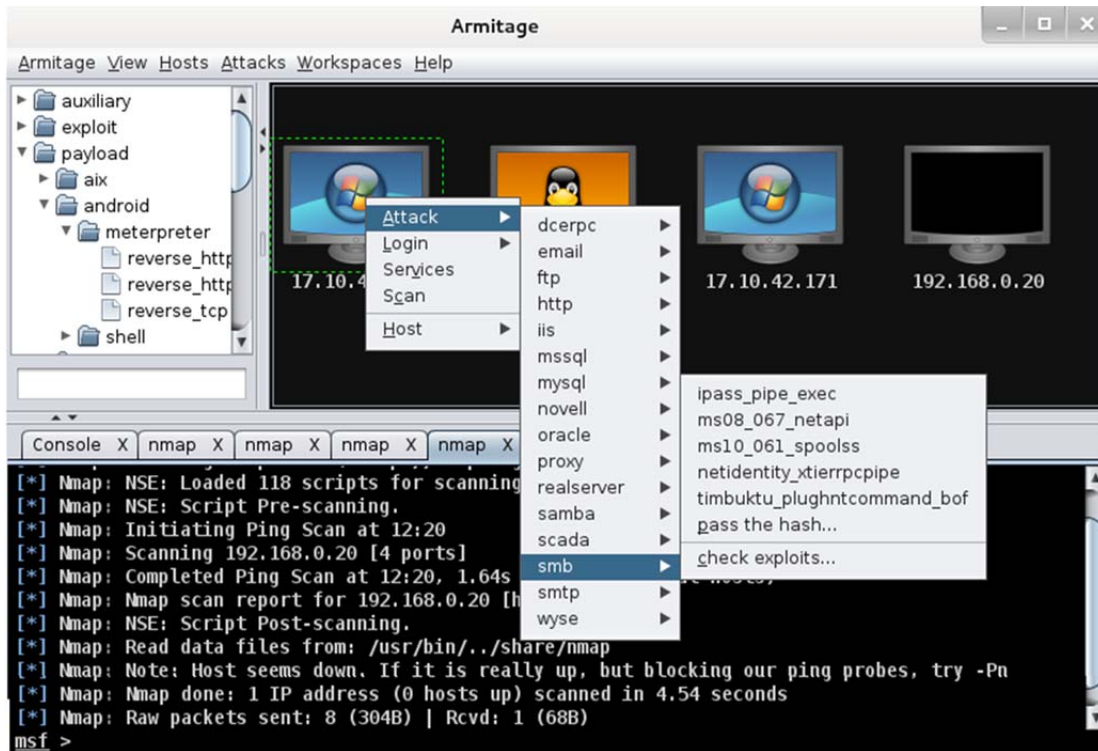 Armitage
Armitage View Hosts Attacks Workspaces Help
auxiliary
exploit
payload
aix
android
meterpreter
reverse_http
reverse_http
reverse_tcp
shell
17.10.4
17.10.42.171
192.168.0.20
Attack
Login
Services
Scan
Host
dcerpc
email
ftp
http
iis
mssql
mysql
novell
oracle
proxy
realserver
samba
scada
smb
smtp
wyse
ipass_pipe_exec
ms08_067_netapi
ms10_061_spoolss
netidentity_xtierrpcpipe
timbuktu_plughntcommand_bof
pass the hash...
check exploits...
Console X nmap X nmap X nmap X nmap X
[*] Nmap: NSE: Loaded 118 scripts for scanning
[*] Nmap: NSE: Script Pre-scanning.
[*] Nmap: Initiating Ping Scan at 12:20
[*] Nmap: Scanning 192.168.0.20 [4 ports]
[*] Nmap: Completed Ping Scan at 12:20, 1.64s
[*] Nmap: Nmap scan report for 192.168.0.20 [h
[*] Nmap: NSE: Script Post-scanning.
[*] Nmap: Read data files from: /usr/bin/../share/nmap
[*] Nmap: Note: Host seems down. If it is really up, but blocking our ping probes, try -Pn
[*] Nmap: Nmap done: 1 IP address (0 hosts up) scanned in 4.54 seconds
[*] Nmap: Raw packets sent: 8 (304B) | Rcvd: 1 (68B)
msf >